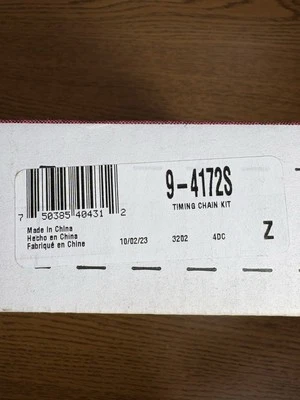 9-4172S
TIMING CHAIN KIT
7 50385 40431 2
Made in China
Hecho en China
Fabriqué en Chine
10/02/23 3202 4DC Z